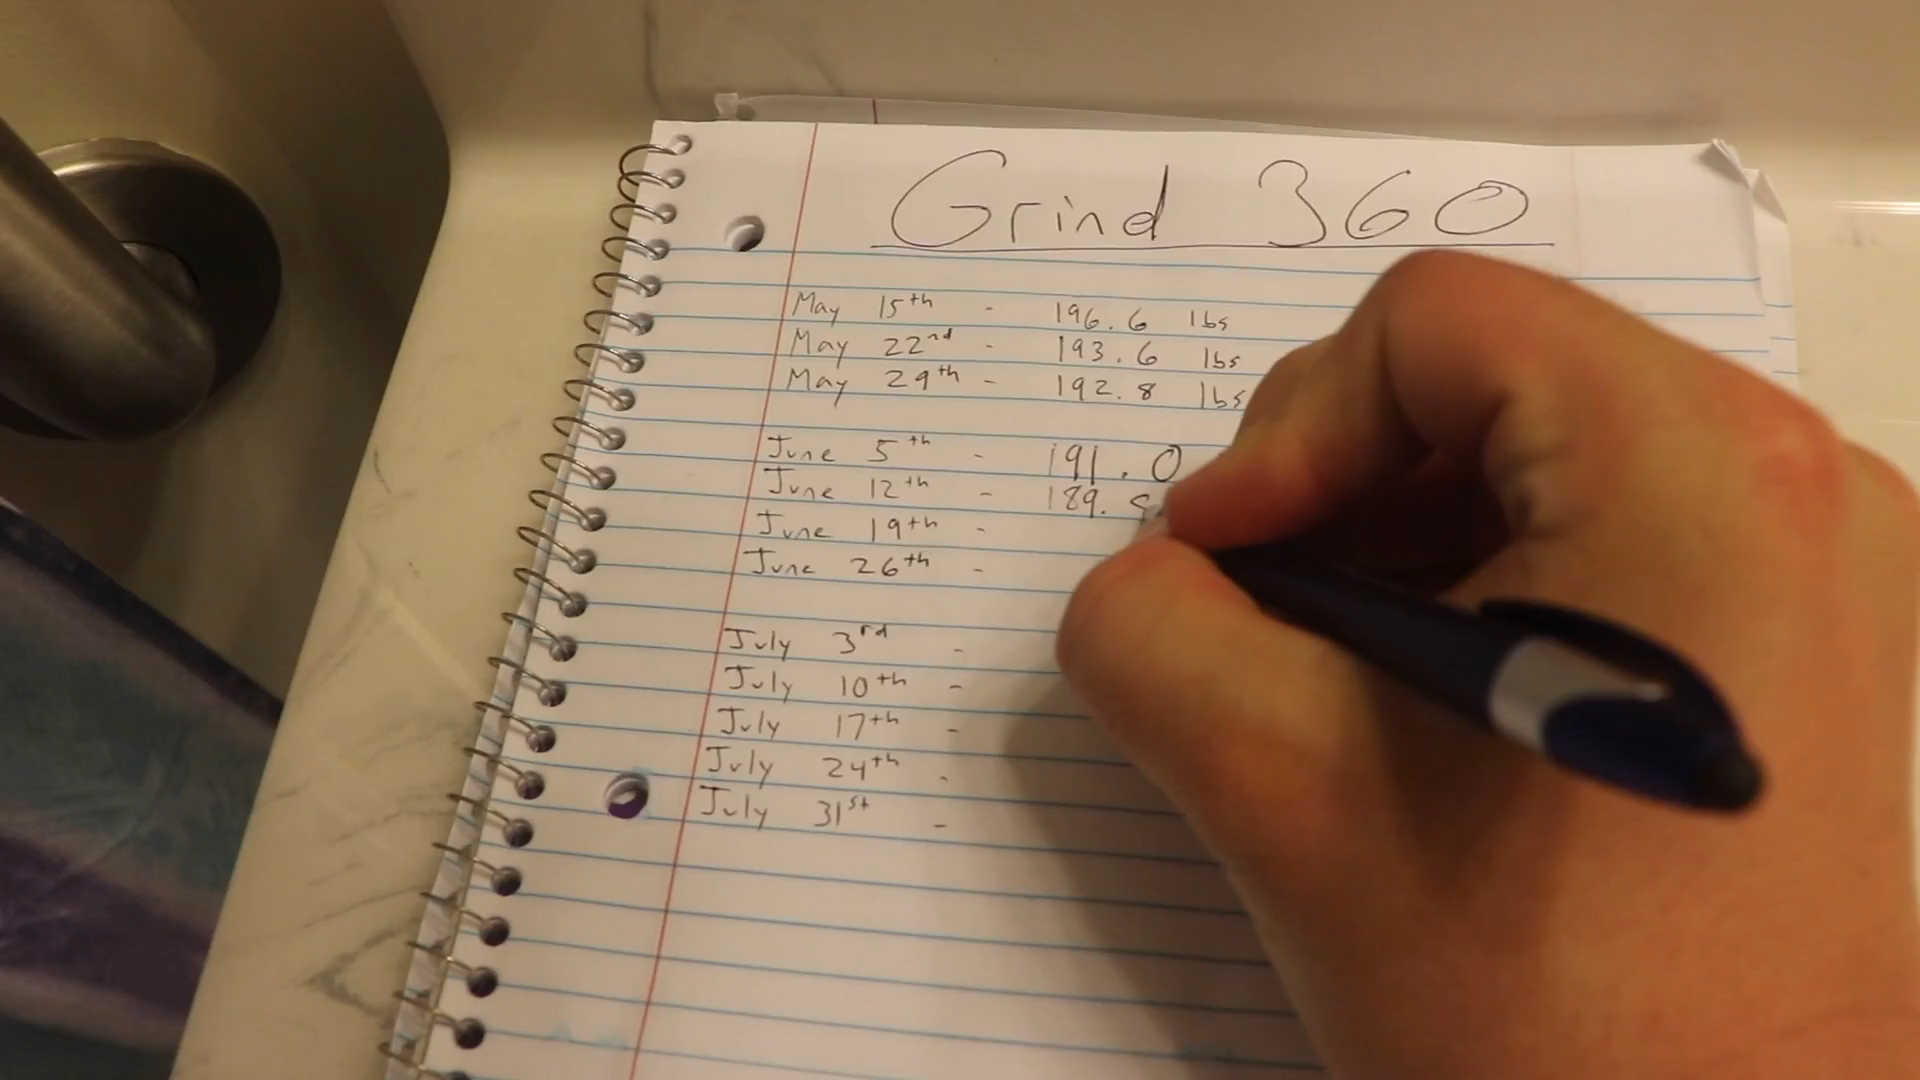 Grind 360
May 15th - 196.6 lbs
May 22nd - 193.6 lbs
May 29th - 192.8 lbs
June 5th - 191.0
June 12th - 189.
June 19th -
June 26th -
July 3rd -
July 10th -
July 17th -
July 24th -
July 31st -